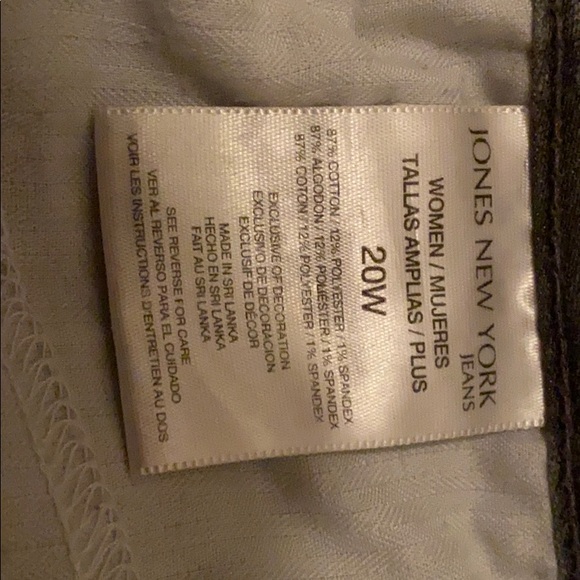 JONES NEW YORK
JEANS
WOMEN / MUJERES
TALLAS AMPLIAS / PLUS
20W
87% COTTON / 12% POLYESTER / 1% SPANDEX
87% ALGODON / 12% POLIÉSTER / 1% SPANDEX
87% COTON / 12% POLYESTER / 1% SPANDEX
EXCLUSIVE OF DECORATION
EXCLUSIVO DE DECORACION
EXCLUSIF DE DÉCOR
MADE IN SRI LANKA
HECHO EN SRI LANKA
FAIT AU SRI LANKA
SEE REVERSE FOR CARE
VER AL REVERSO PARA EL CUIDADO
VOIR LES INSTRUCTIONS D'ENTRETIEN AU DOS